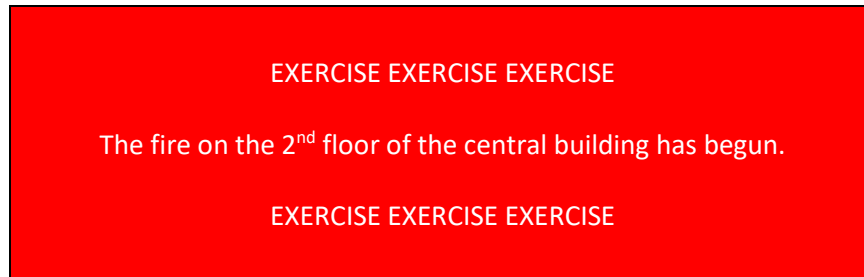 EXERCISE EXERCISE EXERCISE
The fire on the 2nd floor of the central building has begun.
EXERCISE EXERCISE EXERCISE